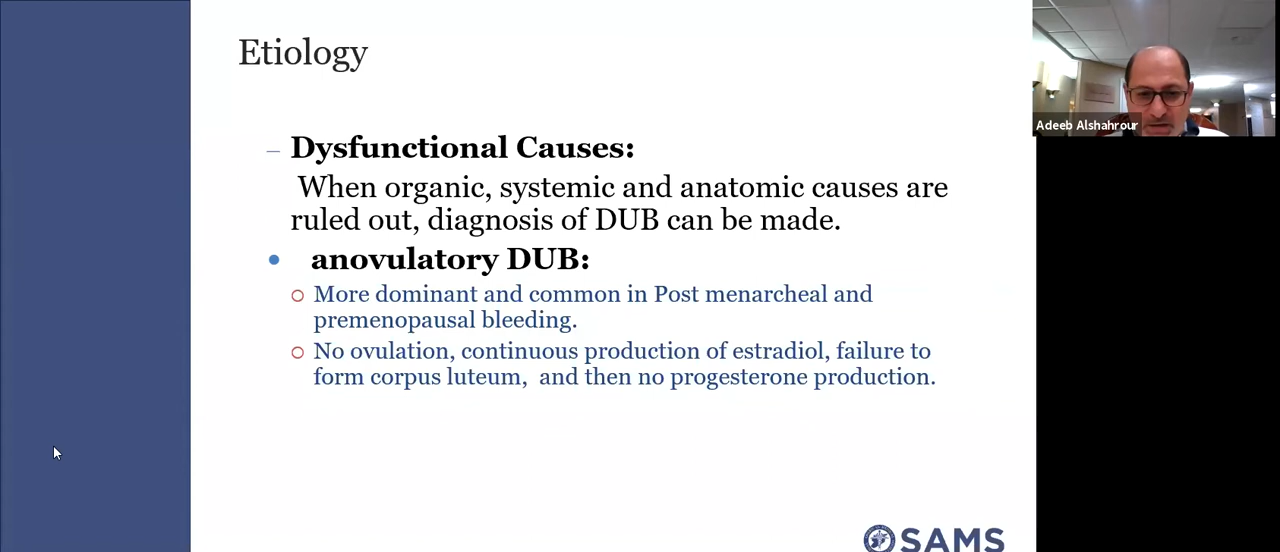 Etiology
– Dysfunctional Causes:
When organic, systemic and anatomic causes are
ruled out, diagnosis of DUB can be made.
• anovulatory DUB:
○ More dominant and common in Post menarcheal and
premenopausal bleeding.
○ No ovulation, continuous production of estradiol, failure to
form corpus luteum,  and then no progesterone production.
SAMS
Adeeb Alshahrour